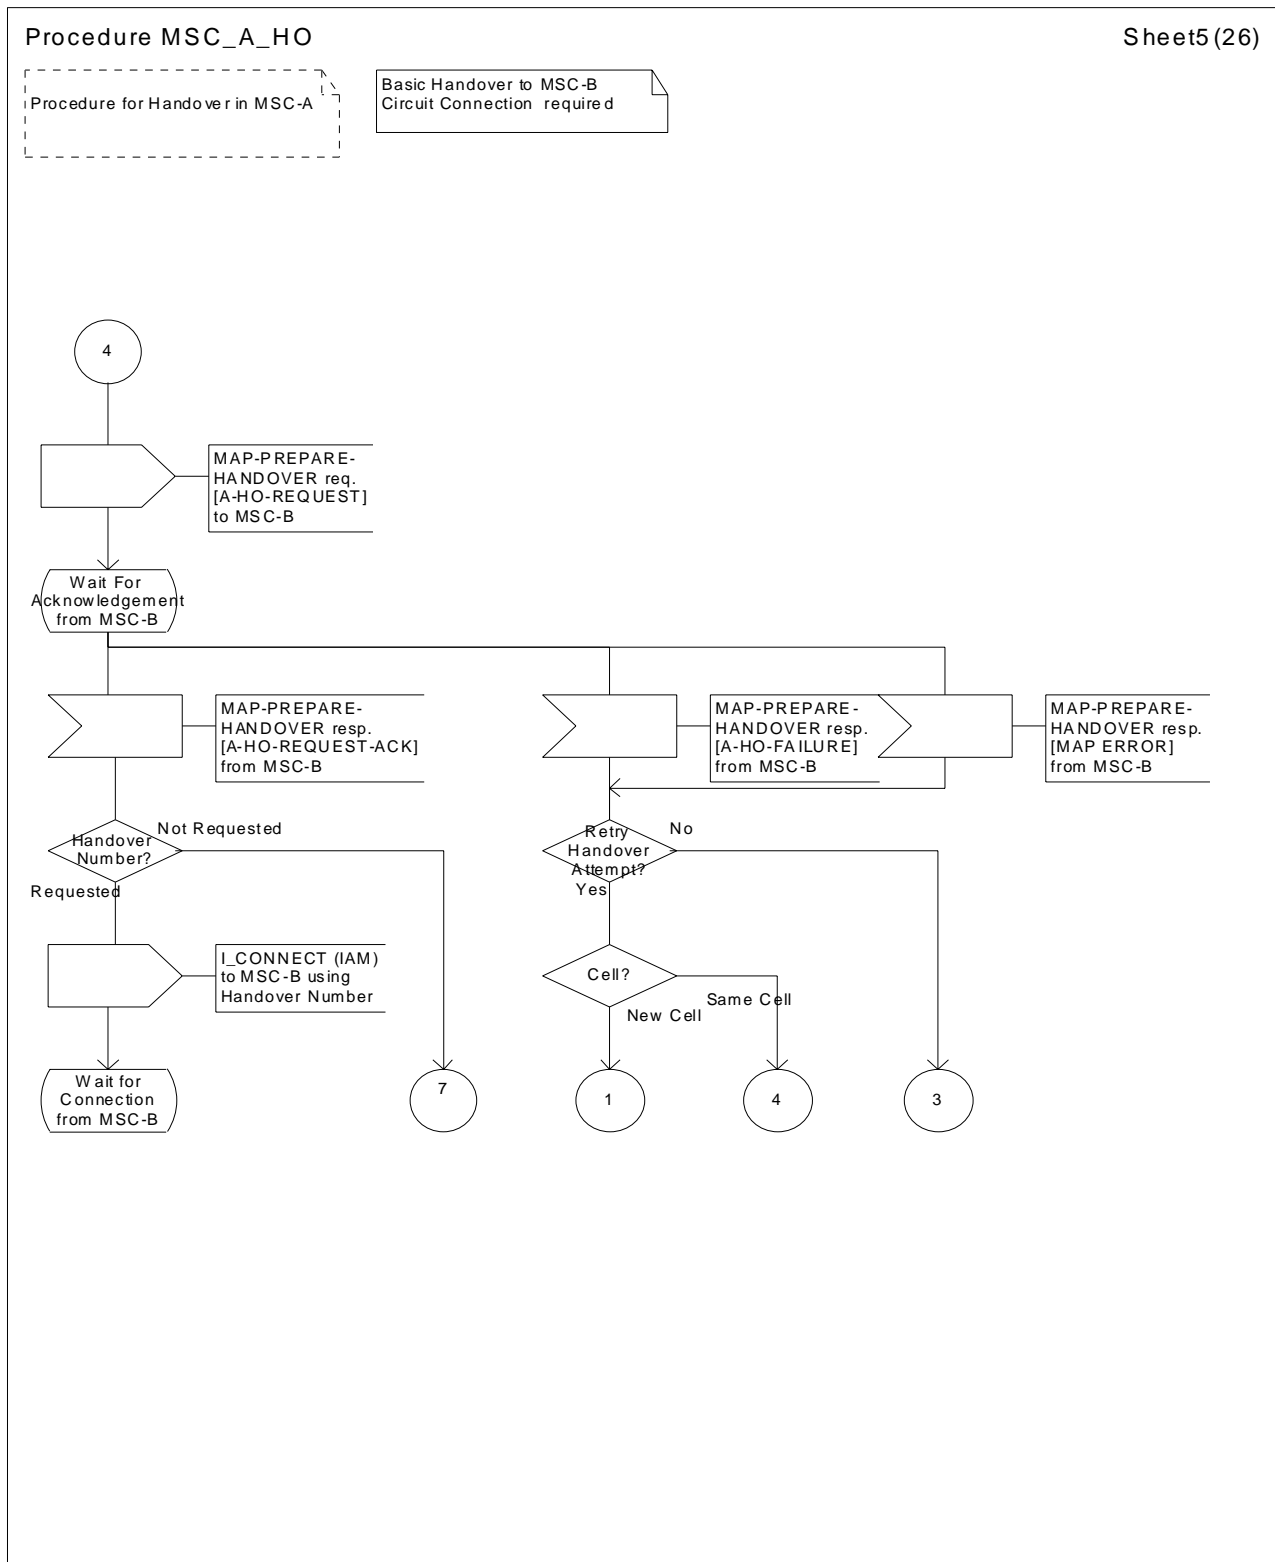 Procedure MSC_A_HO
Sheet5(26)
Procedure for Handover in MSC-A
Basic Handover to MSC-B
Circuit Connection required
4
MAP-PREPARE-
HANDOVER req.
[A-HO-REQUEST]
to MSC-B
Wait For
Acknowledgement
from MSC-B
MAP-PREPARE-
HANDOVER resp.
[A-HO-REQUEST-ACK]
from MSC-B
MAP-PREPARE-
HANDOVER resp.
[A-HO-FAILURE]
from MSC-B
MAP-PREPARE-
HANDOVER resp.
[MAP ERROR]
from MSC-B
Handover
Number?
Not Requested
Requested
Retry
Handover
Attempt?
No
Yes
I_CONNECT (IAM)
to MSC-B using
Handover Number
Cell?
Same Cell
New Cell
Wait for
Connection
from MSC-B
7
1
4
3